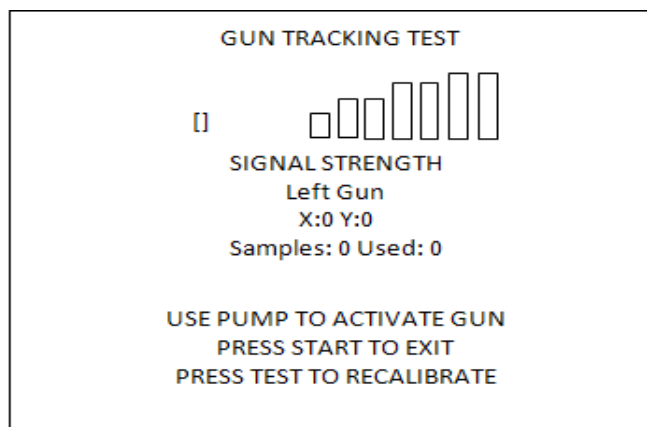 GUN TRACKING TEST
[]
SIGNAL STRENGTH
Left Gun
X:0 Y:0
Samples: 0 Used: 0
USE PUMP TO ACTIVATE GUN
PRESS START TO EXIT
PRESS TEST TO RECALIBRATE